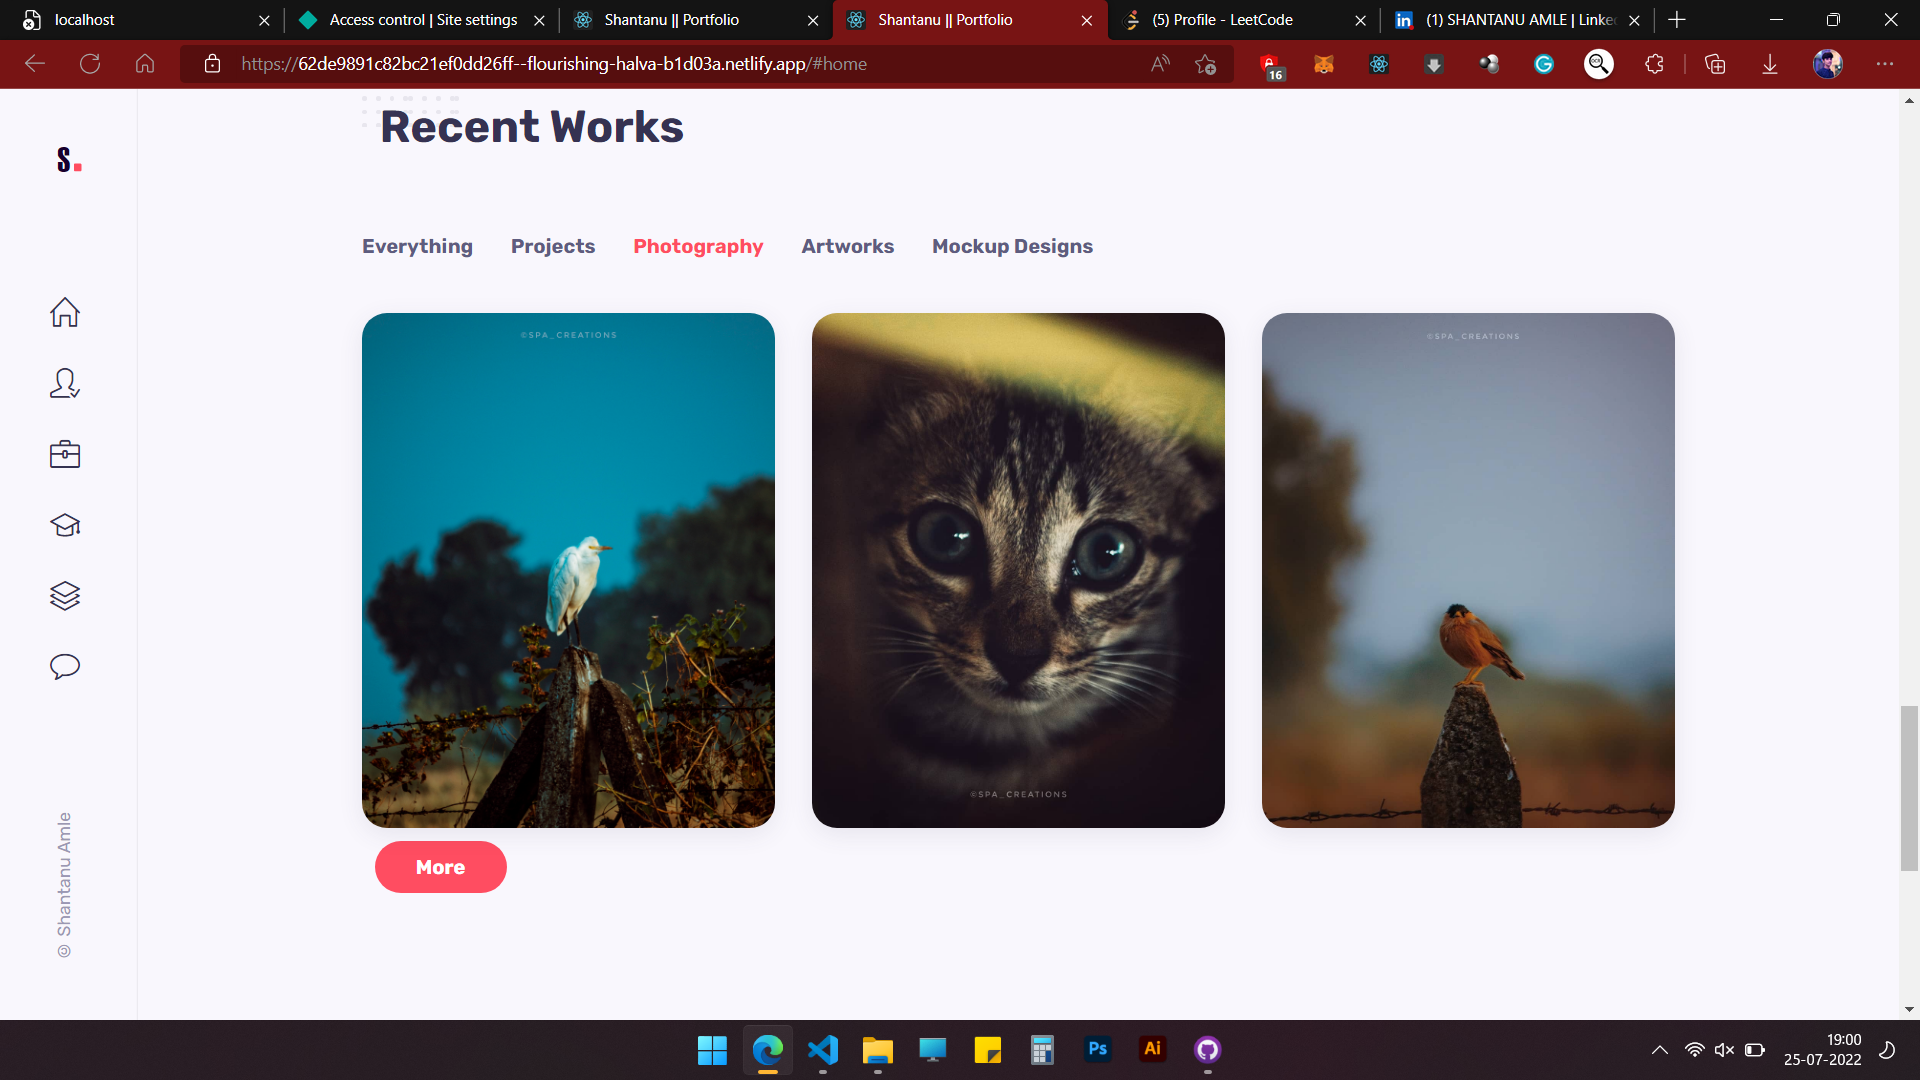 localhost
Access control | Site settings
Shantanu || Portfolio
Shantanu || Portfolio
(5) Profile - LeetCode
(1) SHANTANU AMLE | Linke
https://62de9891c82bc21ef0dd26ff--flourishing-halva-b1d03a.netlify.app/#home
16
s.
Recent Works
Everything Projects Photography Artworks Mockup Designs
©SPA_CREATIONS
©SPA_CREATIONS
©SPA_CREATIONS
More
© Shantanu Amle
Ps
Ai
19:00
25-07-2022